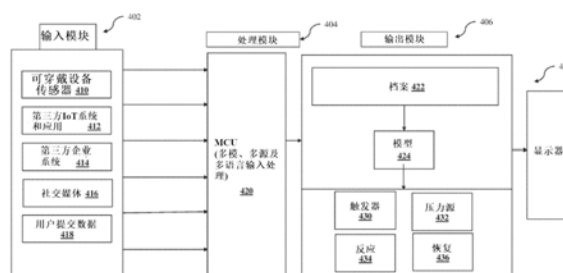 输入模块
402
处理模块
404
输出模块
406
可穿戴设备
传感器 410
第三方IoT系统
和应用 412
第三方企业
系统 414
社交媒体 416
用户提交数据
418
MCU
(多模、多源及
多语言输入处
理)
420
档案 422
模型
424
触发器
430
压力源
432
反应
434
恢复
436
显示器